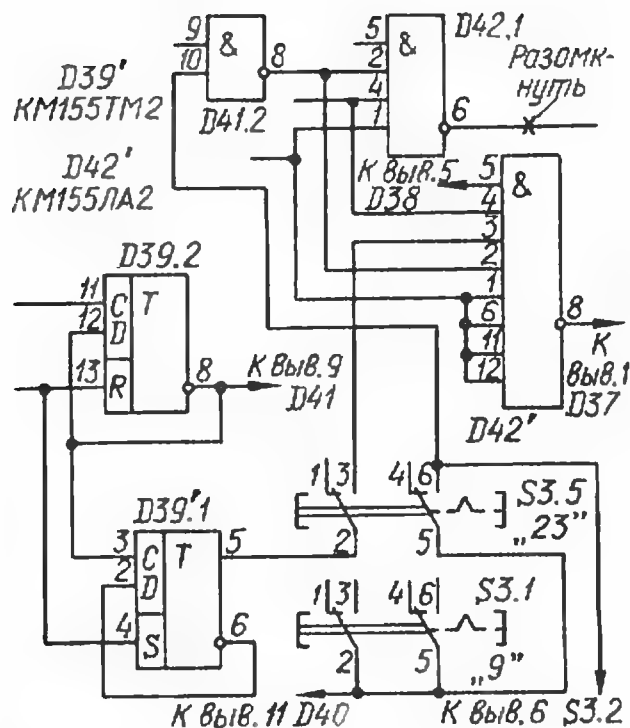 9
10
&
8
D41.2
5
2
4
1
&
D42.1
6
Разомк-
нуть
D39'
КМ155ТМ2
D42'
КМ155ЛА2
К выв.5
D38
5
4
3
2
1
6
11
12
&
8
К
выв.1
D37
D42'
D39.2
11
12
13
C
D
R
T
8
К выв.9
D41
D39'.1
3
2
4
C
D
S
T
5
6
1
3
2
4
6
5
S3.5
„23"
1
3
2
4
6
5
S3.1
„9"
К выв.11 D40
К выв.6
S3.2